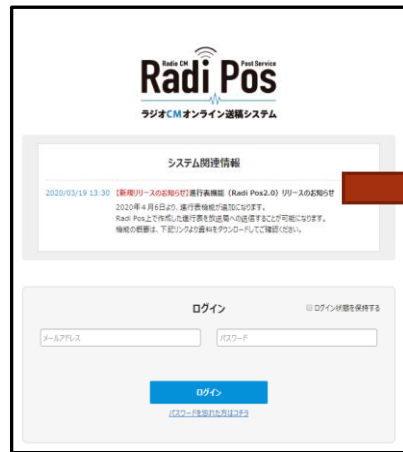 Radio CM Post Service
Radi Pos
ラジオCMオンライン送稿システム
システム関連情報
2020/03/19 13:30 【新規リリースのお知らせ】進行表機能（Radi Pos2.0）リリースのお知らせ
2020年4月6日より、進行表機能が追加になります。
Radi Pos上で作成した進行表を放送局への送信することが可能になります。
機能の概要は、下記リンクより資料をダウンロードしてご確認ください。
ログイン
ログイン状態を保持する
メールアドレス
パスワード
ログイン
パスワードを忘れた方はコチラ